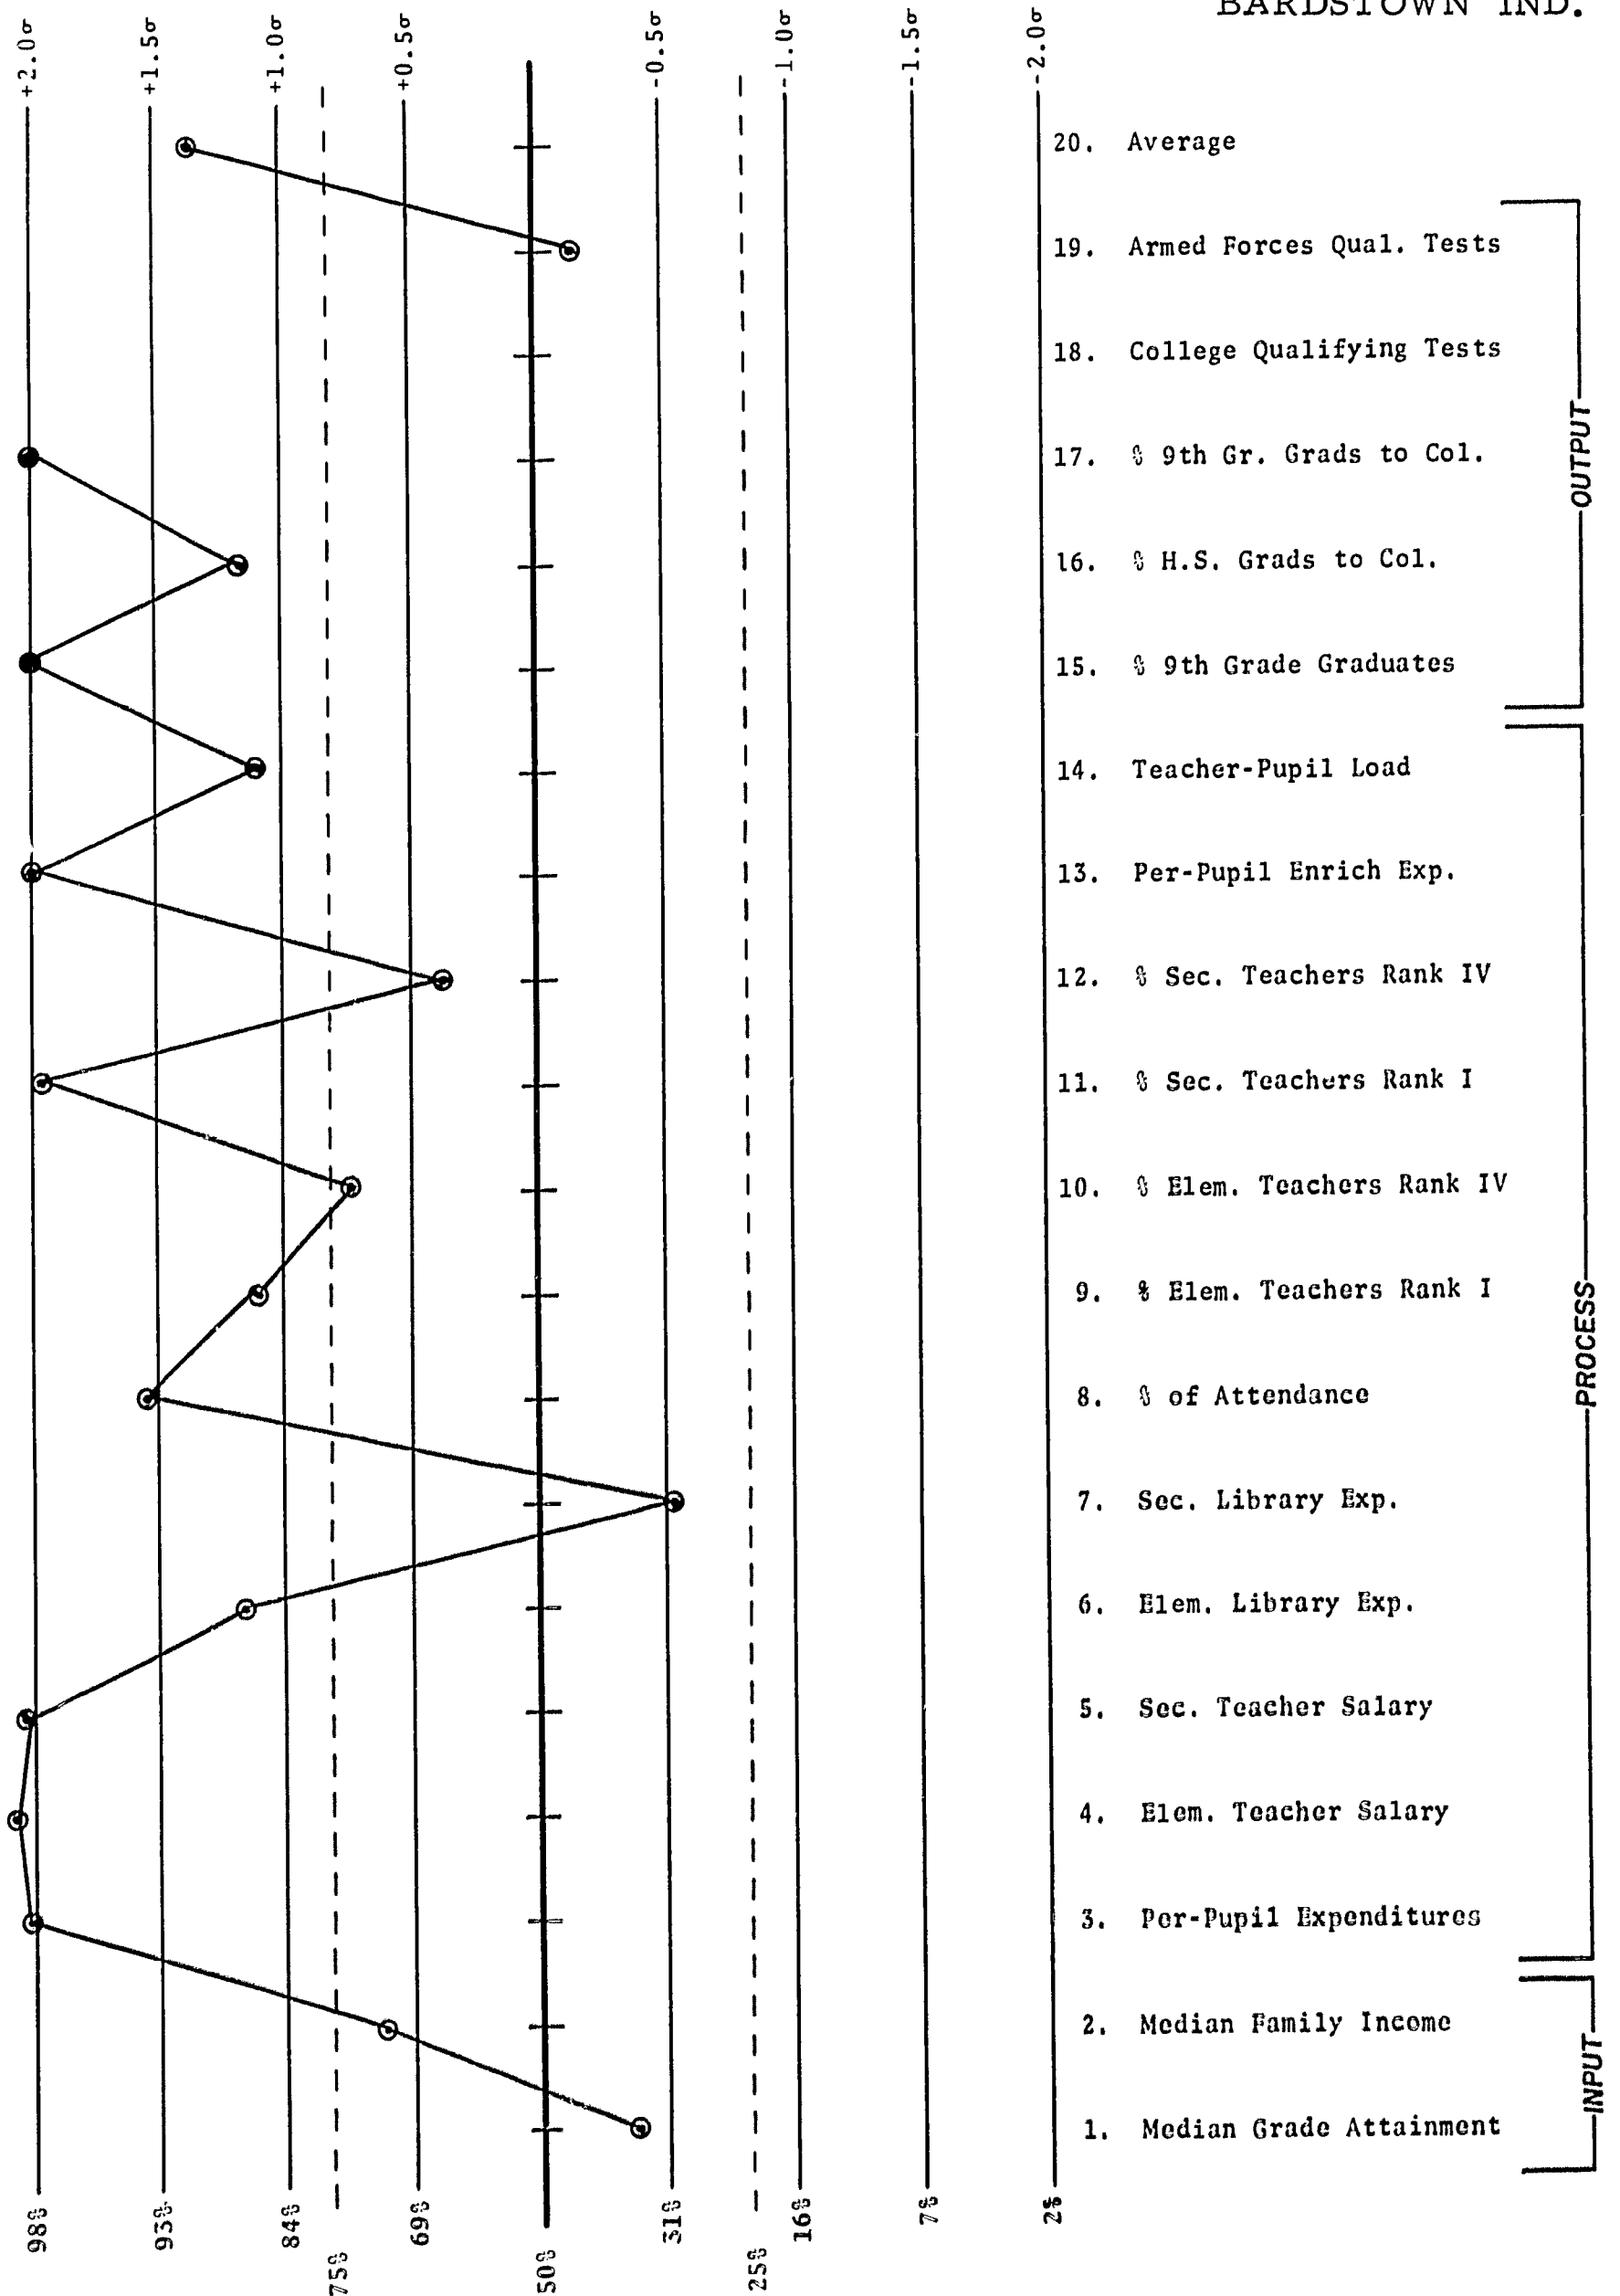 BARDSTOWN IND.
+2.0σ
+1.5σ
+1.0σ
+0.5σ
-0.5σ
-1.0σ
-1.5σ
-2.0σ
20. Average
19. Armed Forces Qual. Tests
18. College Qualifying Tests
17. % 9th Gr. Grads to Col.
16. % H.S. Grads to Col.
15. % 9th Grade Graduates
OUTPUT
14. Teacher-Pupil Load
13. Per-Pupil Enrich Exp.
12. % Sec. Teachers Rank IV
11. % Sec. Teachers Rank I
10. % Elem. Teachers Rank IV
9. % Elem. Teachers Rank I
8. % of Attendance
7. Sec. Library Exp.
6. Elem. Library Exp.
5. Sec. Teacher Salary
4. Elem. Teacher Salary
3. Per-Pupil Expenditures
PROCESS
2. Median Family Income
1. Median Grade Attainment
INPUT
98%
93%
84%
75%
69%
50%
31%
25%
16%
7%
2%